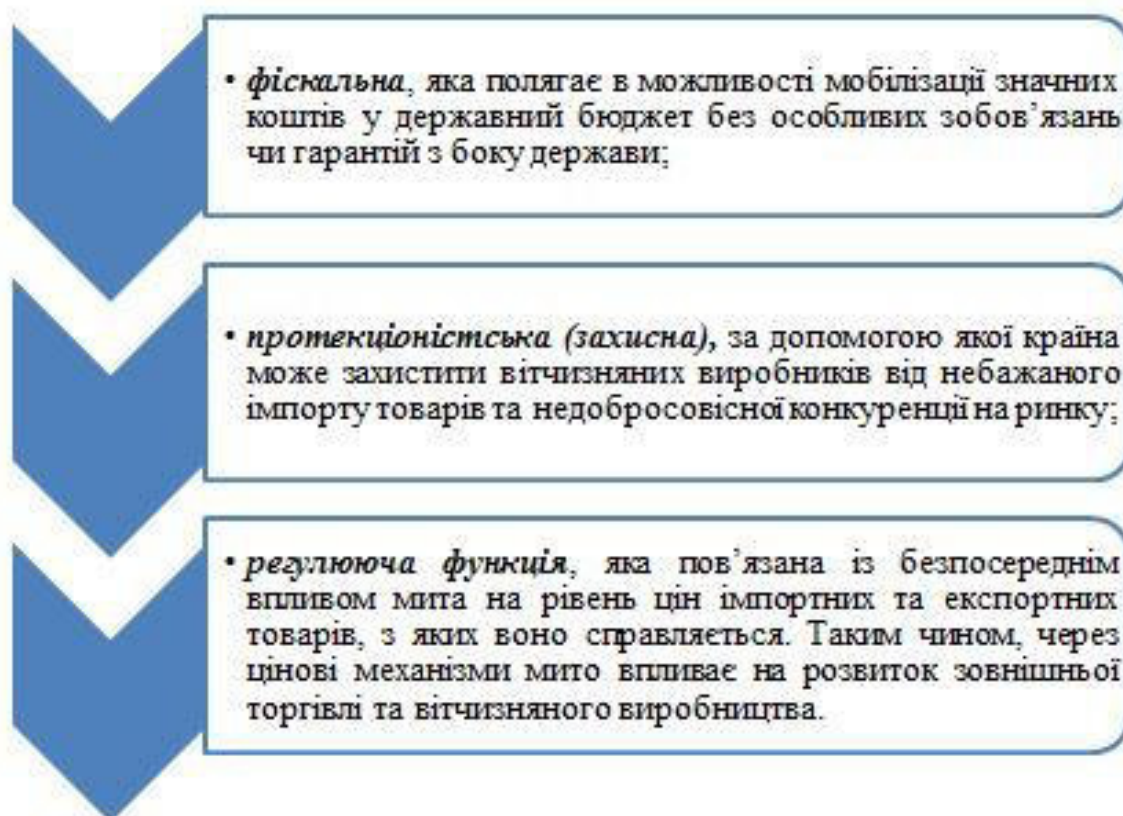 • фіскальна, яка полягає в можливості мобілізації значних
коштів у державний бюджет без особливих зобов’язань
чи гарантій з боку держави;
• протекціоністська (захисна), за допомогою якої країна
може захистити вітчизняних виробників від небажаного
імпорту товарів та недобросовісної конкуренції на ринку;
• регулююча функція, яка пов’язана із безпосереднім
впливом мита на рівень цін імпортних та експортних
товарів, з яких воно справляється. Таким чином, через
цінові механізми мито впливає на розвиток зовнішньої
торгівлі та вітчизняного виробництва.